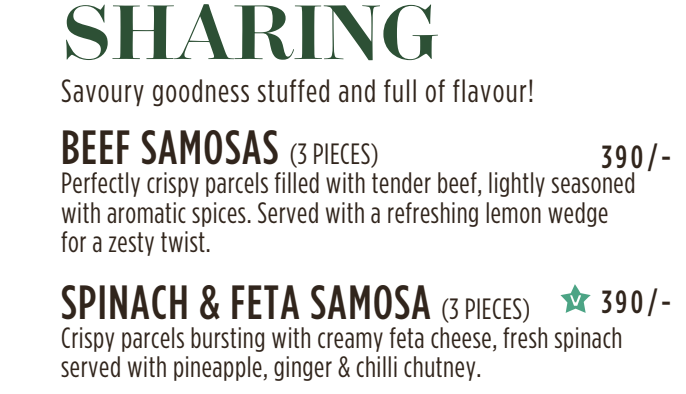 SHARING
Savoury goodness stuffed and full of flavour!
BEEF SAMOSAS (3 PIECES) 390/-
Perfectly crispy parcels filled with tender beef, lightly seasoned
with aromatic spices. Served with a refreshing lemon wedge
for a zesty twist.
SPINACH & FETA SAMOSA (3 PIECES) V 390/-
Crispy parcels bursting with creamy feta cheese, fresh spinach
served with pineapple, ginger & chilli chutney.